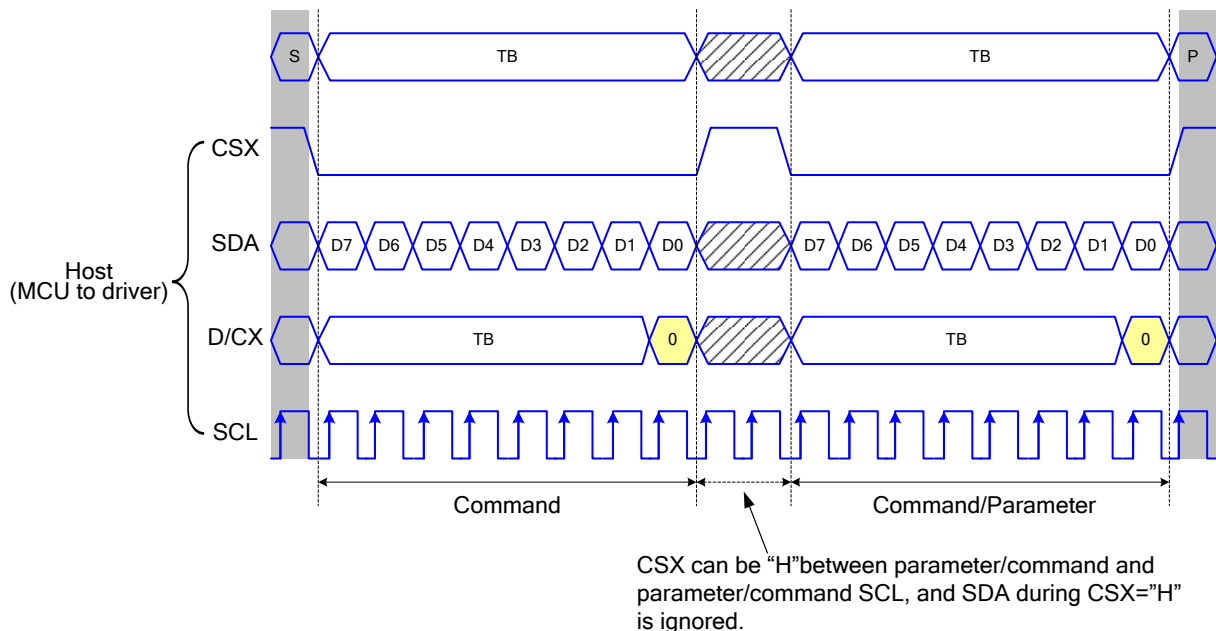 S TB TB P
CSX
SDA D7 D6 D5 D4 D3 D2 D1 D0 D7 D6 D5 D4 D3 D2 D1 D0
Host
(MCU to driver)
D/CX TB 0 TB 0
SCL
Command Command/Parameter
CSX can be “H”between parameter/command and
parameter/command SCL, and SDA during CSX=”H”
is ignored.